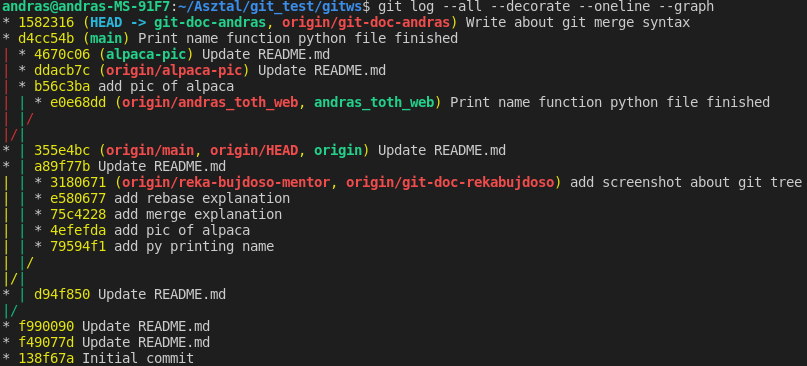 andras@andras-MS-91F7:~/Asztal/git_test/gitws$ git log --all --decorate --oneline --graph
* 1582316 (HEAD -> git-doc-andras, origin/git-doc-andras) Write about git merge syntax
* d4cc54b (main) Print name function python file finished
| * 4670c06 (alpaca-pic) Update README.md
| * ddacb7c (origin/alpaca-pic) Update README.md
| * b56c3ba add pic of alpaca
| | * e0e68dd (origin/andras_toth_web, andras_toth_web) Print name function python file finished
| |/
|/|
* | 355e4bc (origin/main, origin/HEAD, origin) Update README.md
* | a89f77b Update README.md
| | * 3180671 (origin/reka-bujdoso-mentor, origin/git-doc-rekabujdoso) add screenshot about git tree
| | * e580677 add rebase explanation
| | * 75c4228 add merge explanation
| | * 4efefda add pic of alpaca
| | * 79594f1 add py printing name
| |/
|/|
* | d94f850 Update README.md
|/
* f990090 Update README.md
* f49077d Update README.md
* 138f67a Initial commit